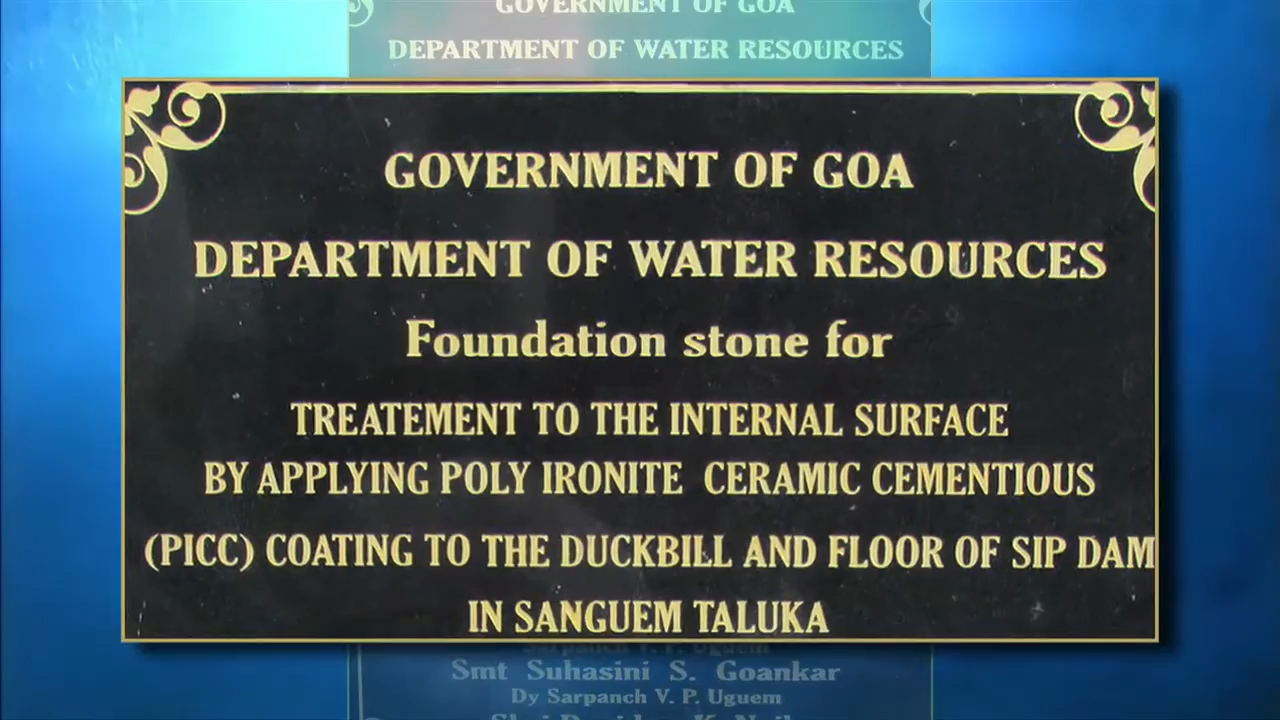 GOVERNMENT OF GOA
DEPARTMENT OF WATER RESOURCES
GOVERNMENT OF GOA
DEPARTMENT OF WATER RESOURCES
Foundation stone for
TREATEMENT TO THE INTERNAL SURFACE
BY APPLYING POLY IRONITE CERAMIC CEMENTIOUS
(PICC) COATING TO THE DUCKBILL AND FLOOR OF SIP DAM
IN SANGUEM TALUKA
Sarpanch V. P. Uguem
Smt Suhasini S. Goankar
Dy Sarpanch V. P. Uguem